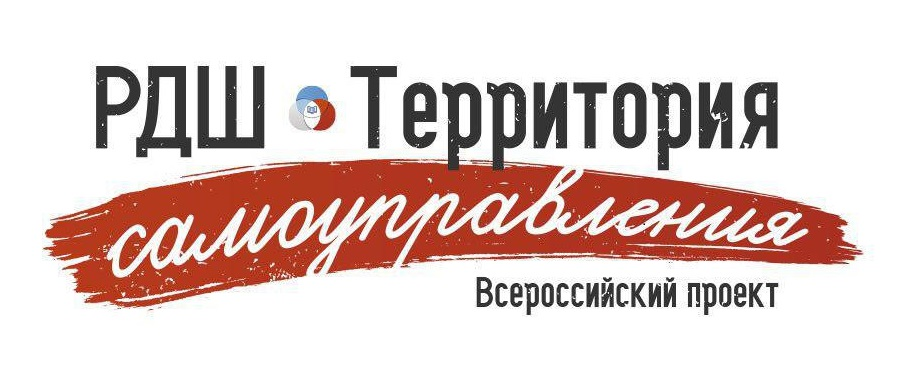 РДШ Территория
самоуправления
Всероссийский проект